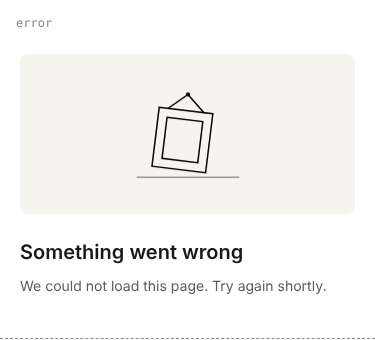 error
Something went wrong
We could not load this page. Try again shortly.